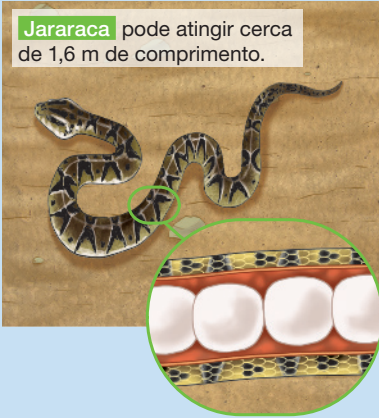 Jararaca pode atingir cerca
de 1,6 m de comprimento.